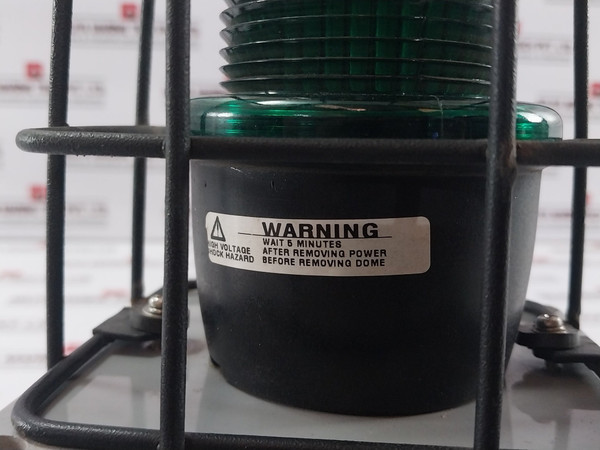 WARNING
HIGH VOLTAGE
SHOCK HAZARD
WAIT 5 MINUTES
AFTER REMOVING POWER
BEFORE REMOVING DOME